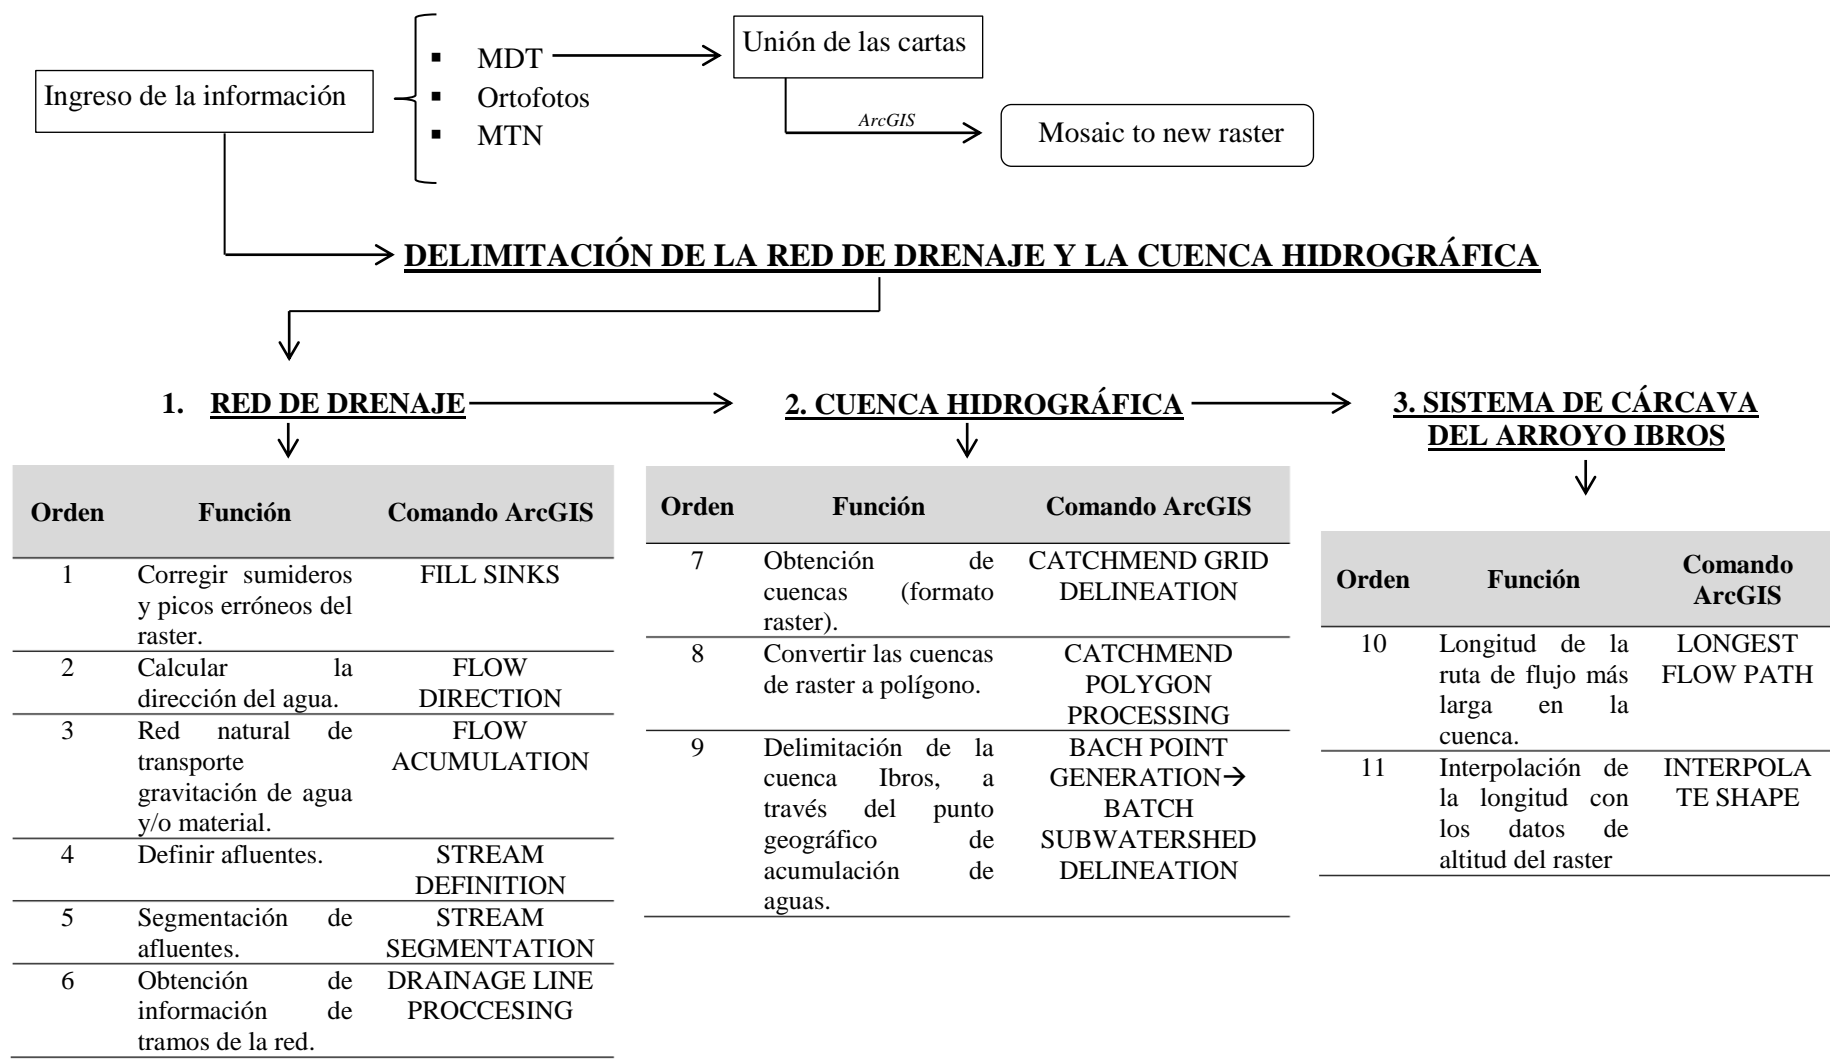 Ingreso de la información
▪ MDT
▪ Ortofotos
▪ MTN
Unión de las cartas
ArcGIS
Mosaic to new raster
DELIMITACIÓN DE LA RED DE DRENAJE Y LA CUENCA HIDROGRÁFICA
1. RED DE DRENAJE
2. CUENCA HIDROGRÁFICA
3. SISTEMA DE CÁRCAVA
DEL ARROYO IBROS
Orden Función Comando ArcGIS
1 Corregir sumideros FILL SINKS
y picos erróneos del
raster.
2 Calcular la FLOW
dirección del agua. DIRECTION
3 Red natural de FLOW
transporte ACUMULATION
gravitación de agua
y/o material.
4 Definir afluentes. STREAM
DEFINITION
5 Segmentación de STREAM
afluentes. SEGMENTATION
6 Obtención de DRAINAGE LINE
información de PROCCESING
tramos de la red.
Orden Función Comando ArcGIS
7 Obtención de CATCHMEND GRID
cuencas (formato DELINEATION
raster).
8 Convertir las cuencas CATCHMEND
de raster a polígono. POLYGON
PROCESSING
9 Delimitación de la BACH POINT
cuenca Ibros, a GENERATION→
través del punto BATCH
geográfico de SUBWATERSHED
acumulación de DELINEATION
aguas.
Orden Función Comando
ArcGIS
10 Longitud de la LONGEST
ruta de flujo más FLOW PATH
larga en la
cuenca.
11 Interpolación de INTERPOLA
la longitud con TE SHAPE
los datos de
altitud del raster